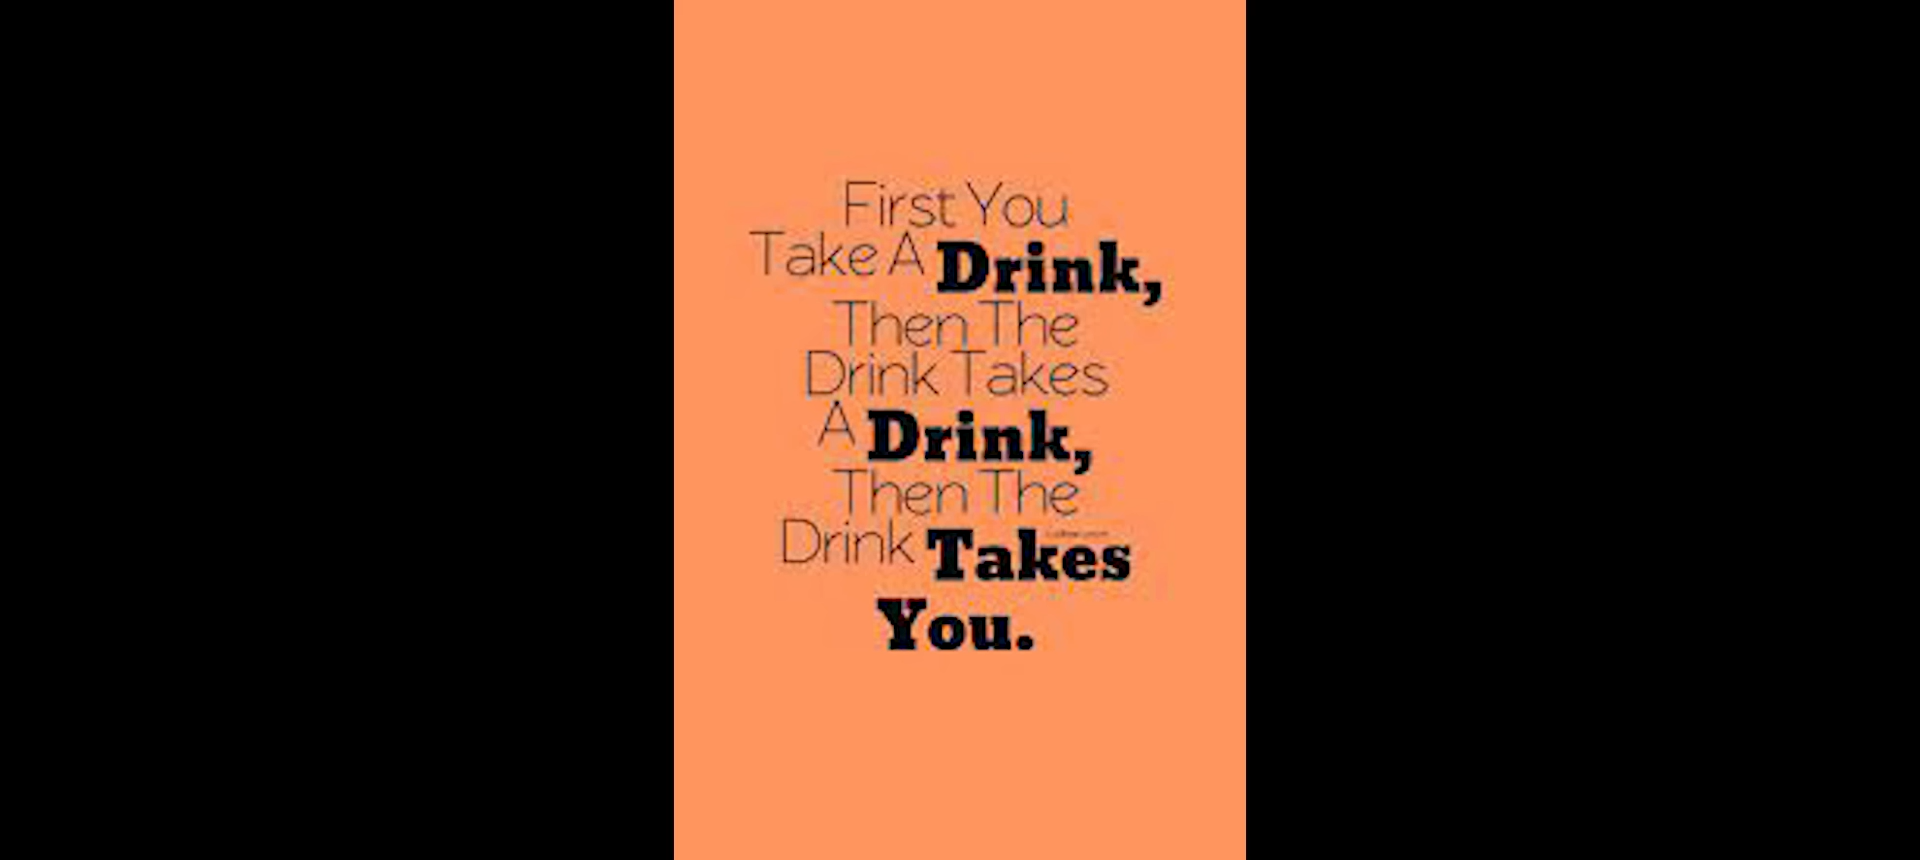 First You
Take A Drink,
Then The
Drink Takes
A Drink,
Then The
Drink Takes
You.